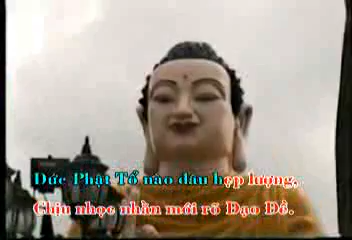 Đức Phật Tổ nào đâu hẹp lượng,
Chịu nhọc nhằn mới rõ Đạo Đề.